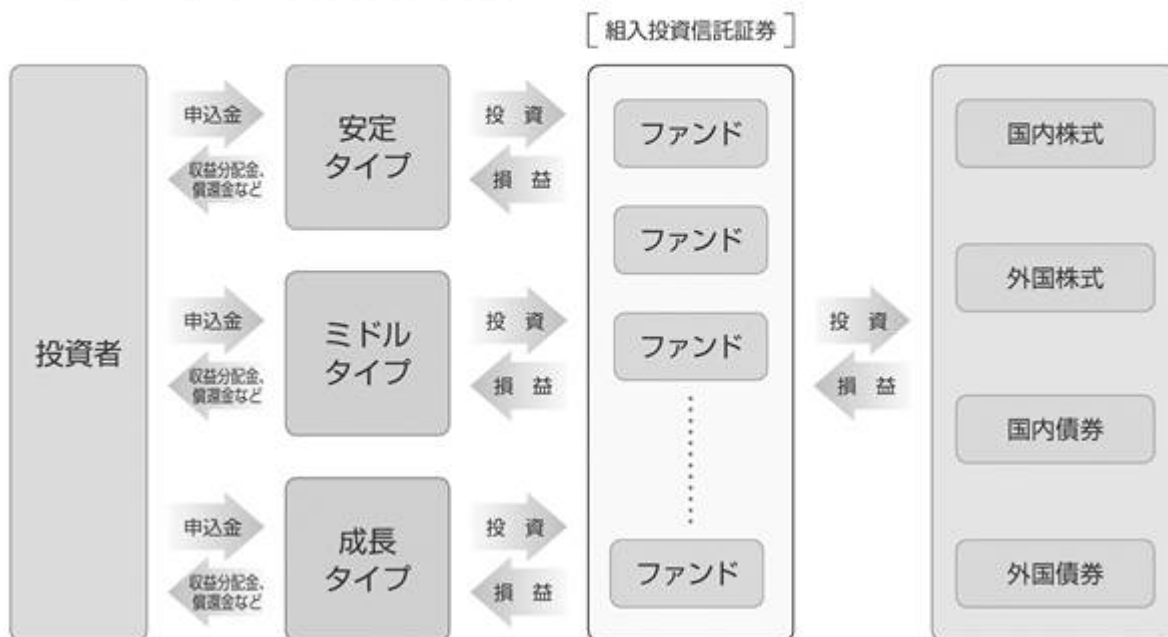 [組入投資信託証券]
投資者
申込金
収益分配金、
償還金など
安定
タイプ
投 資
損 益
申込金
収益分配金、
償還金など
ミドル
タイプ
投 資
損 益
申込金
収益分配金、
償還金など
成長
タイプ
投 資
損 益
ファンド
ファンド
ファンド
ファンド
投 資
損 益
国内株式
外国株式
国内債券
外国債券